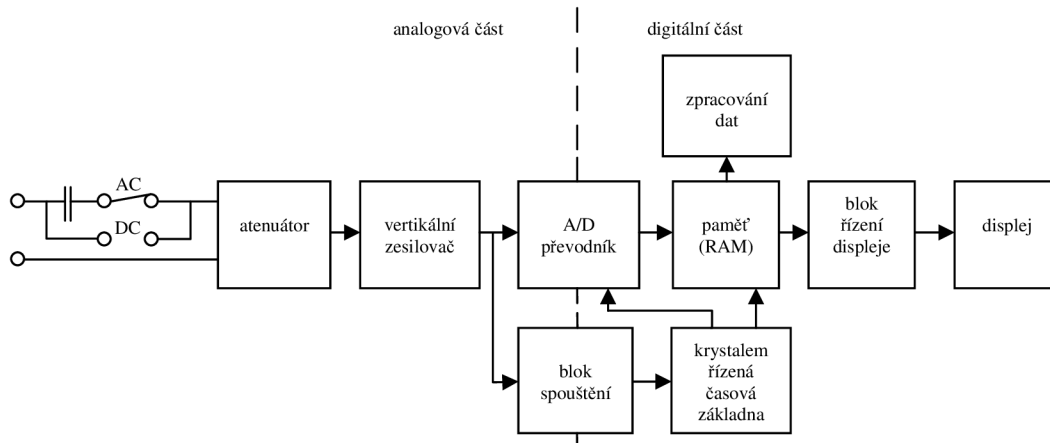 analogová část
digitální část
zpracování
dat
AC
DC
atenuátor
vertikální
zesilovač
A/D
převodník
paměť
(RAM)
blok
řízení
displeje
displej
blok
spouštění
krystalem
řízená
časová
základna